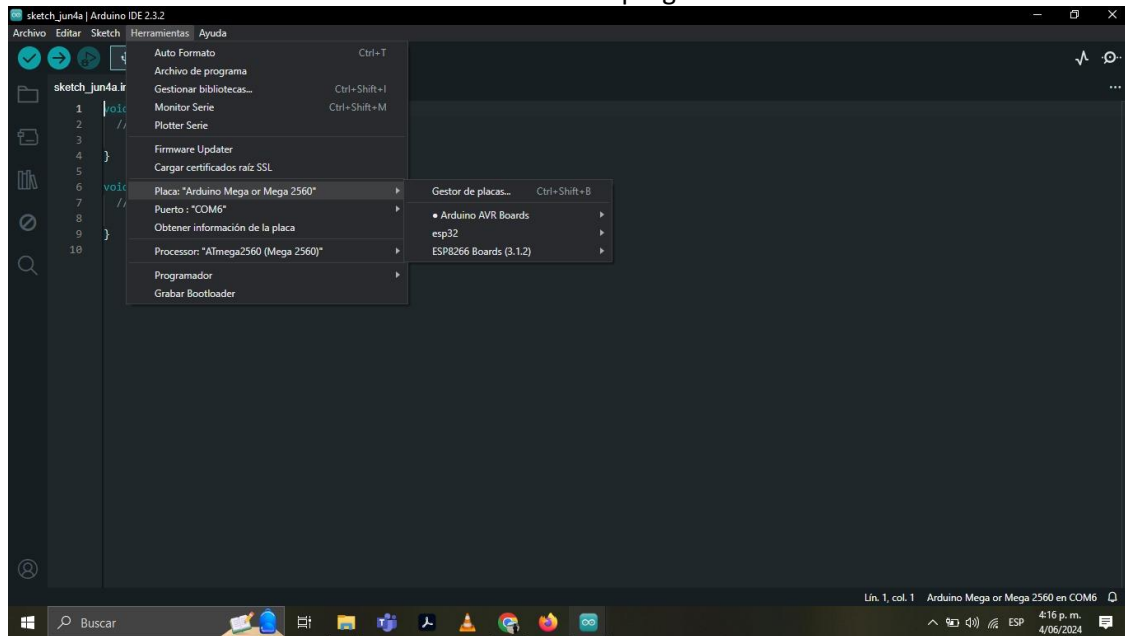 progr
sketch_jun4a | Arduino IDE 2.3.2
Archivo Editar Sketch Herramientas Ayuda
sketch_jun4a.ir
1 void
2 //
3
4 }
5
6 void
7 //
8
9 }
10
Auto Formato Ctrl+T
Archivo de programa
Gestionar bibliotecas... Ctrl+Shift+I
Monitor Serie Ctrl+Shift+M
Plotter Serie
Firmware Updater
Cargar certificados raíz SSL
Placa: "Arduino Mega or Mega 2560"
Puerto : "COM6"
Obtener información de la placa
Processor: "ATmega2560 (Mega 2560)"
Programador
Grabar Bootloader
Gestor de placas... Ctrl+Shift+B
• Arduino AVR Boards
esp32
ESP8266 Boards (3.1.2)
Lín. 1, col. 1 Arduino Mega or Mega 2560 en COM6
Buscar
ESP
4:16 p. m.
4/06/2024